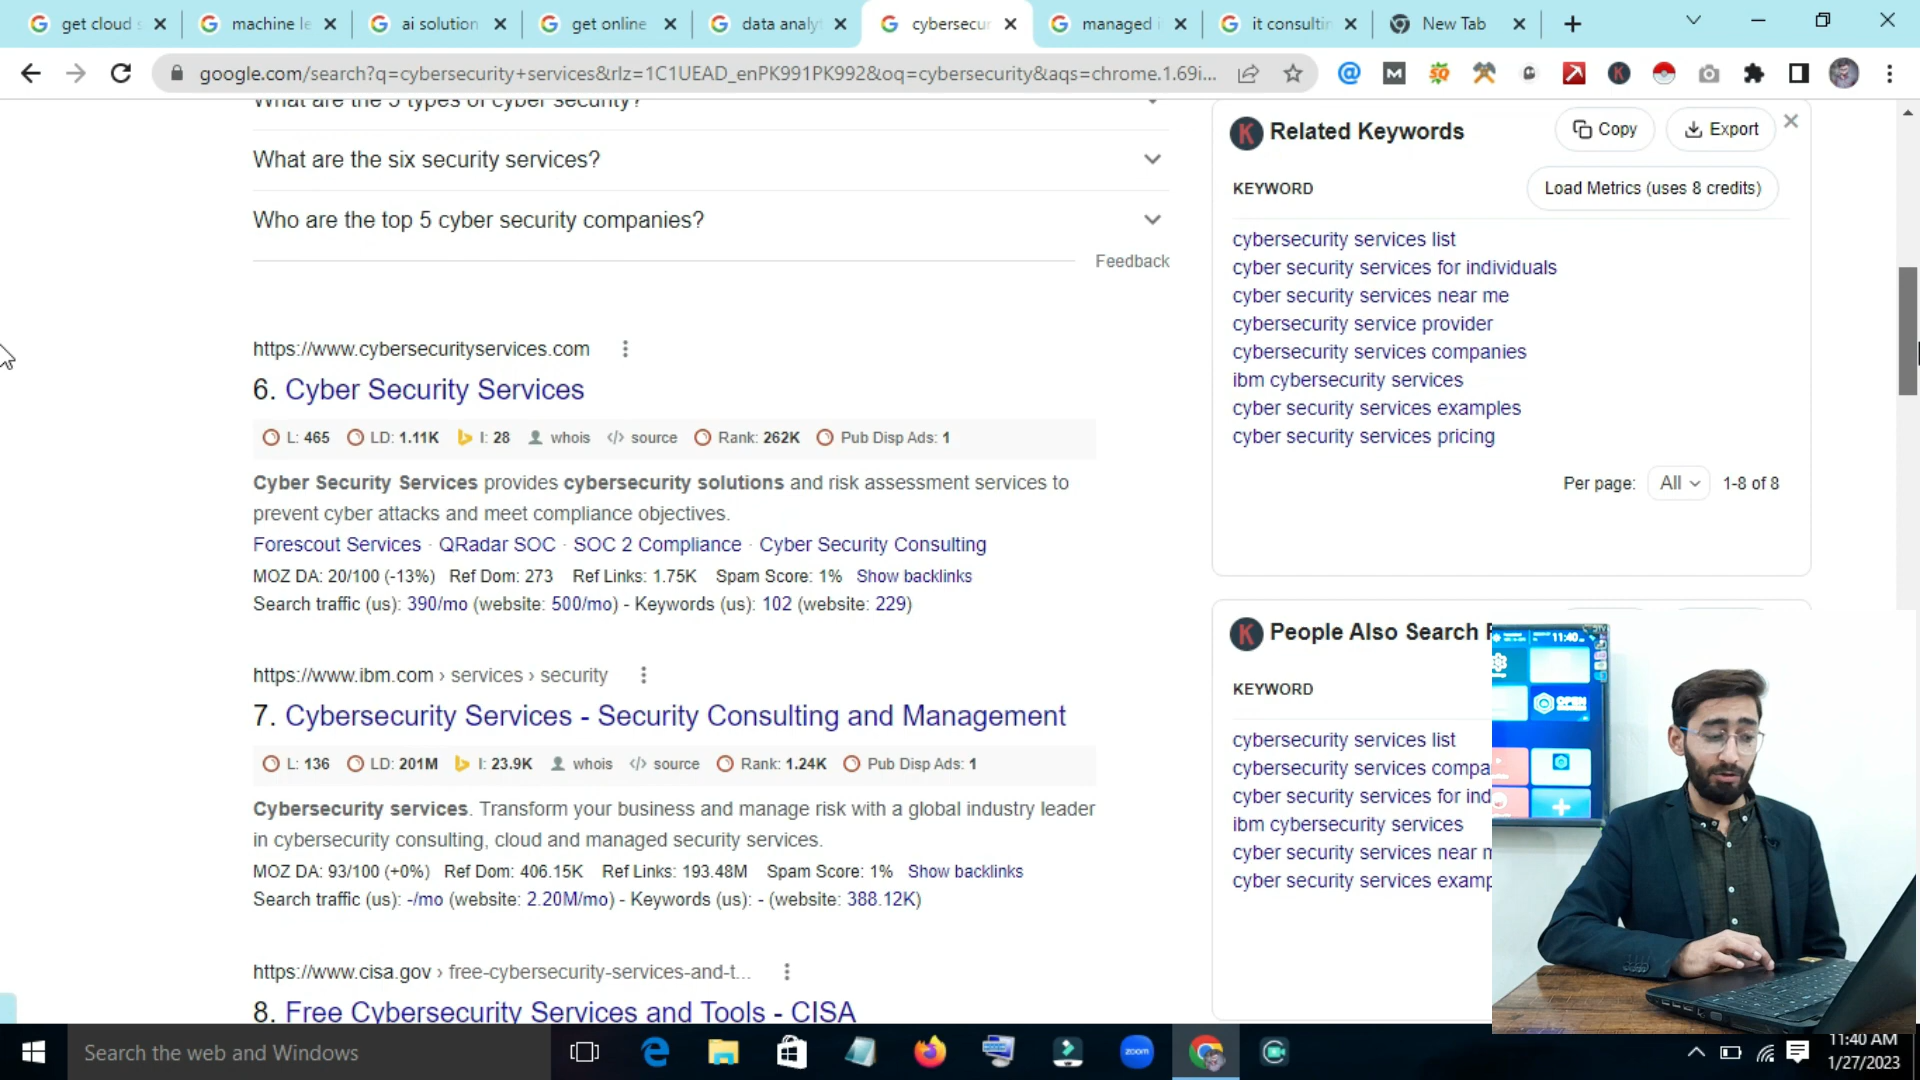 get cloud s
machine le
ai solution
get online
data analyt
cybersecur
managed i
it consultin
New Tab
google.com/search?q=cybersecurity+services&rlz=1C1UEAD_enPK991PK992&oq=cybersecurity&aqs=chrome.1.69i...
What are the 5 types of cyber security?
What are the six security services?
Who are the top 5 cyber security companies?
Feedback
https://www.cybersecurityservices.com
6. Cyber Security Services
L: 465 LD: 1.11K I: 28 whois </> source Rank: 262K Pub Disp Ads: 1
Cyber Security Services provides cybersecurity solutions and risk assessment services to
prevent cyber attacks and meet compliance objectives.
Forescout Services · QRadar SOC · SOC 2 Compliance · Cyber Security Consulting
MOZ DA: 20/100 (-13%) Ref Dom: 273 Ref Links: 1.75K Spam Score: 1% Show backlinks
Search traffic (us): 390/mo (website: 500/mo) - Keywords (us): 102 (website: 229)
https://www.ibm.com › services › security
7. Cybersecurity Services - Security Consulting and Management
L: 136 LD: 201M I: 23.9K whois </> source Rank: 1.24K Pub Disp Ads: 1
Cybersecurity services. Transform your business and manage risk with a global industry leader
in cybersecurity consulting, cloud and managed security services.
MOZ DA: 93/100 (+0%) Ref Dom: 406.15K Ref Links: 193.48M Spam Score: 1% Show backlinks
Search traffic (us): -/mo (website: 2.20M/mo) - Keywords (us): - (website: 388.12K)
https://www.cisa.gov › free-cybersecurity-services-and-t...
8. Free Cybersecurity Services and Tools - CISA
Related Keywords
Copy
Export
KEYWORD
Load Metrics (uses 8 credits)
cybersecurity services list
cyber security services for individuals
cyber security services near me
cybersecurity service provider
cybersecurity services companies
ibm cybersecurity services
cyber security services examples
cyber security services pricing
Per page: All 1-8 of 8
People Also Search
KEYWORD
cybersecurity services list
cybersecurity services compa
cyber security services for ind
ibm cybersecurity services
cyber security services near m
cyber security services examp
11:40
OPEN
Search the web and Windows
zoom
11:40 AM
1/27/2023